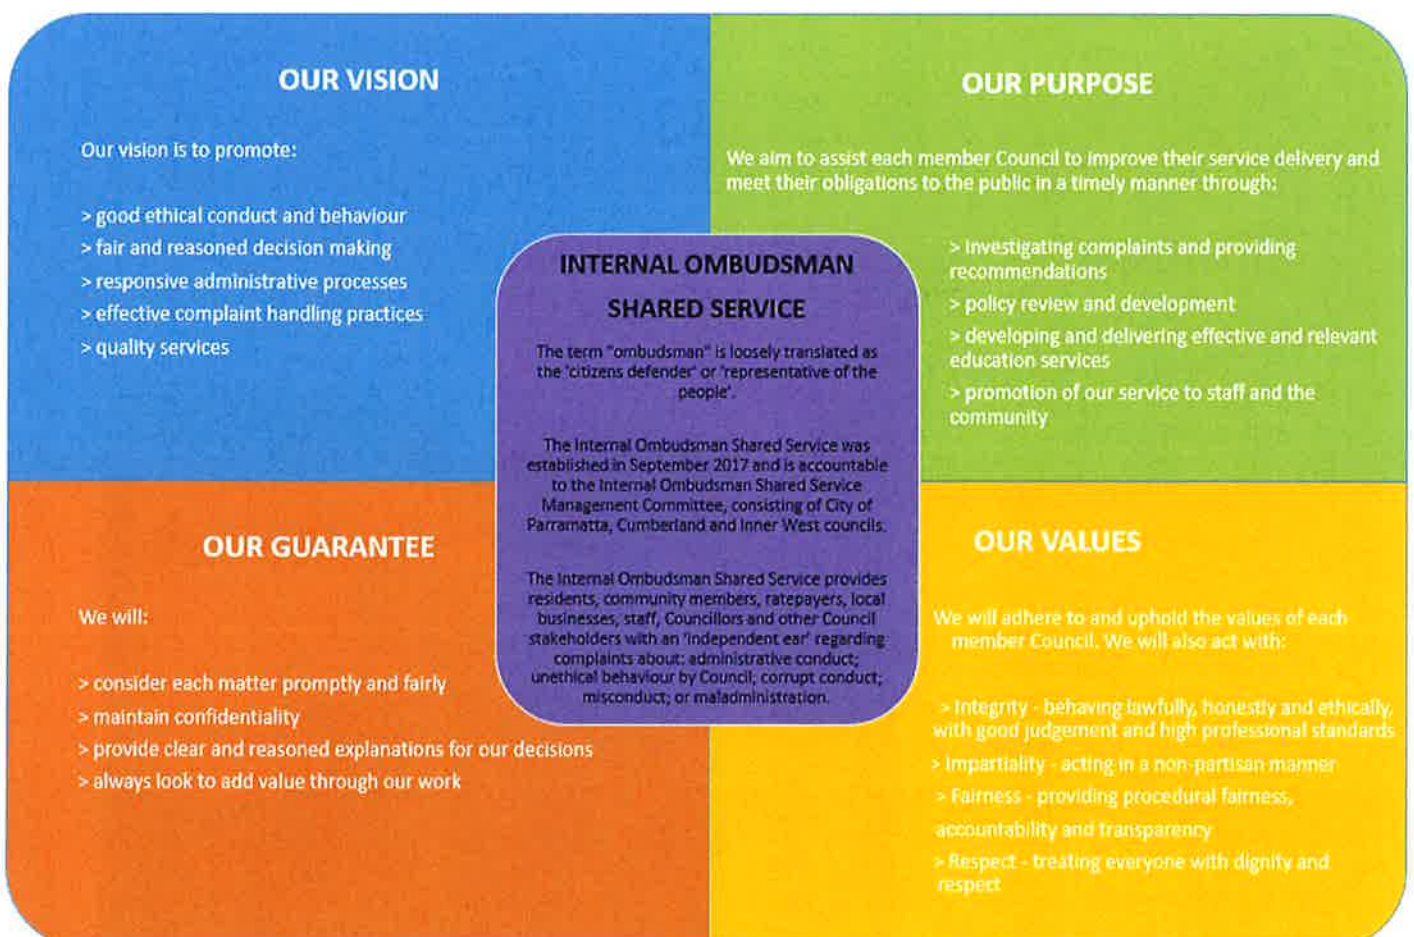 OUR VISION
Our vision is to promote:
> good ethical conduct and behaviour
> fair and reasoned decision making
> responsive administrative processes
> effective complaint handling practices
> quality services
OUR PURPOSE
We aim to assist each member Council to improve their service delivery and
meet their obligations to the public in a timely manner through:
> investigating complaints and providing
recommendations
> policy review and development
> developing and delivering effective and relevant
education services
> promotion of our service to staff and the
community
INTERNAL OMBUDSMAN
SHARED SERVICE
The term "ombudsman" is loosely translated as
the 'citizens defender' or 'representative of the
people'.
The Internal Ombudsman Shared Service was
established in September 2017 and is accountable
to the Internal Ombudsman Shared Service
Management Committee, consisting of City of
Parramatta, Cumberland and Inner West councils.
The Internal Ombudsman Shared Service provides
residents, community members, ratepayers, local
businesses, staff, Councillors and other Council
stakeholders with an 'independent ear' regarding
complaints about: administrative conduct;
unethical behaviour by Council; corrupt conduct;
misconduct; or maladministration.
OUR GUARANTEE
We will:
> consider each matter promptly and fairly
> maintain confidentiality
> provide clear and reasoned explanations for our decisions
> always look to add value through our work
OUR VALUES
We will adhere to and uphold the values of each
member Council. We will also act with:
> Integrity - behaving lawfully, honestly and ethically,
with good judgement and high professional standards
> Impartiality - acting in a non-partisan manner
> Fairness - providing procedural fairness,
accountability and transparency
> Respect - treating everyone with dignity and
respect